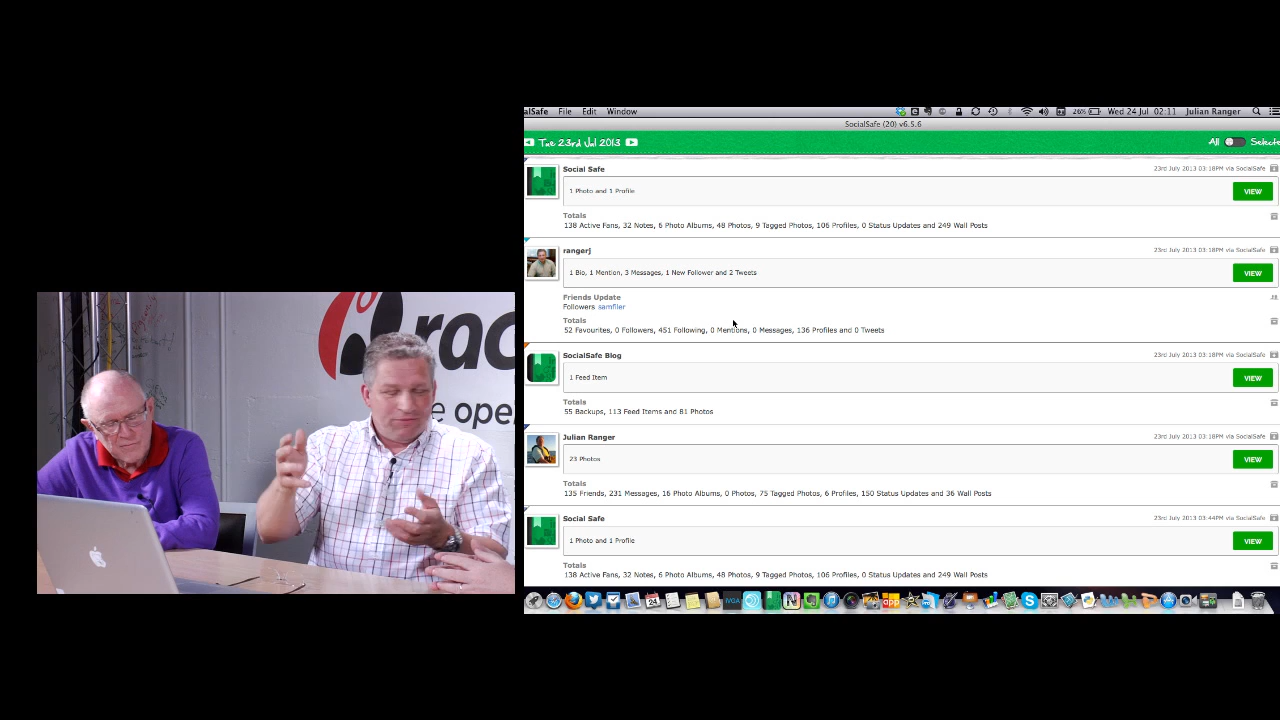 rac
e ope
alSafe File Edit Window 26% Wed 24 Jul 02:11 Julian Ranger
SocialSafe (20) v6.5.6
Tue 23rd Jul 2013 All Selecte
Social Safe 23rd July 2013 03:18PM via SocialSafe
1 Photo and 1 Profile VIEW
Totals
138 Active Fans, 32 Notes, 6 Photo Albums, 48 Photos, 9 Tagged Photos, 106 Profiles, 0 Status Updates and 249 Wall Posts
rangerj 23rd July 2013 03:18PM via SocialSafe
1 Bio, 1 Mention, 3 Messages, 1 New Follower and 2 Tweets VIEW
Friends Update
Followers samfiler
Totals
52 Favourites, 0 Followers, 451 Following, 0 Mentions, 0 Messages, 136 Profiles and 0 Tweets
SocialSafe Blog 23rd July 2013 03:18PM via SocialSafe
1 Feed Item VIEW
Totals
55 Backups, 113 Feed Items and 81 Photos
Julian Ranger 23rd July 2013 03:18PM via SocialSafe
23 Photos VIEW
Totals
135 Friends, 231 Messages, 16 Photo Albums, 0 Photos, 75 Tagged Photos, 6 Profiles, 150 Status Updates and 36 Wall Posts
Social Safe 23rd July 2013 03:44PM via SocialSafe
1 Photo and 1 Profile VIEW
Totals
138 Active Fans, 32 Notes, 6 Photo Albums, 48 Photos, 9 Tagged Photos, 106 Profiles, 0 Status Updates and 249 Wall Posts